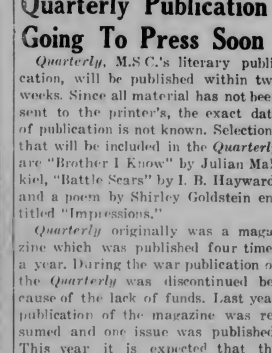 Quarterly Publication
Going To Press Soon
Quarterly, M.S C.'s literary publi
cation, will be published within tw
weeks. Since all material has not bee
sent to the printer's, the exact dat
of publication is not known. Selection
that will be included in the Quarterl
are "Brother I Know" by Julian Mal
kiel, "Battle Scars" by I. B. Hayward
and a poem by Shirley Goldstein en
titled "Impressions."
Quarterly originally was a maga
zine which was published four time
a year. During the war publication o
the Quarterly was discontinued be
cause of the lack of funds. Last yea
publication of the magazine was re
sumed and one issue was publishe
This year it is expected that th